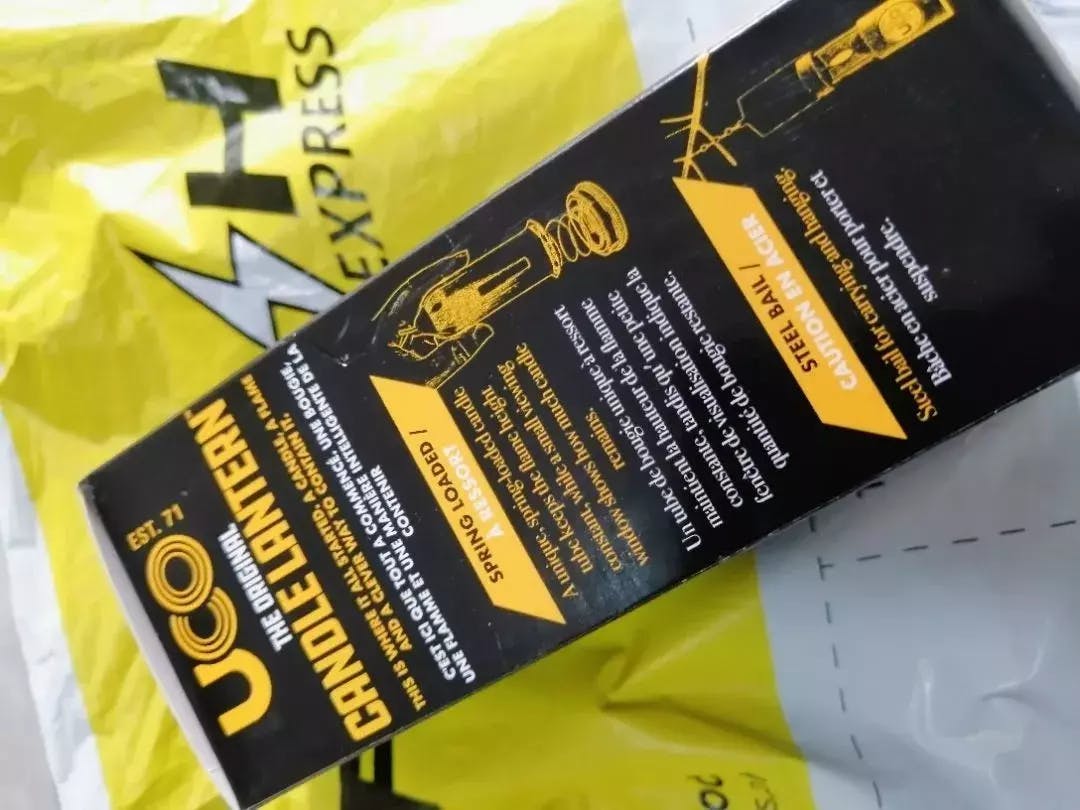 UCO
EST. 71
THE ORIGINAL
CANDLE LANTERN™
THIS IS WHERE IT ALL STARTED. A CANDLE, A FLAME
AND A CLEVER WAY TO CONTAIN IT.
C'EST ICI QUE TOUT A COMMENCÉ. UNE BOUGIE,
UNE FLAMME ET UNE MANIÈRE INTELLIGENTE DE LA
CONTENIR
SPRING LOADED /
À RESSORT
A unique, spring-loaded candle
tube keeps the flame height
constant, while a small viewing
window shows how much candle
remains.
Un tube de bougie unique à ressort
maintient la hauteur de la flamme
constante, tandis qu'une petite
fenêtre de visualisation indique la
quantité de bougie restante.
STEEL BAIL /
CAUTION EN ACIER
Steel bail for carrying and hanging.
Bâche en acier pour porter et
suspendre.
H
EXPRESS